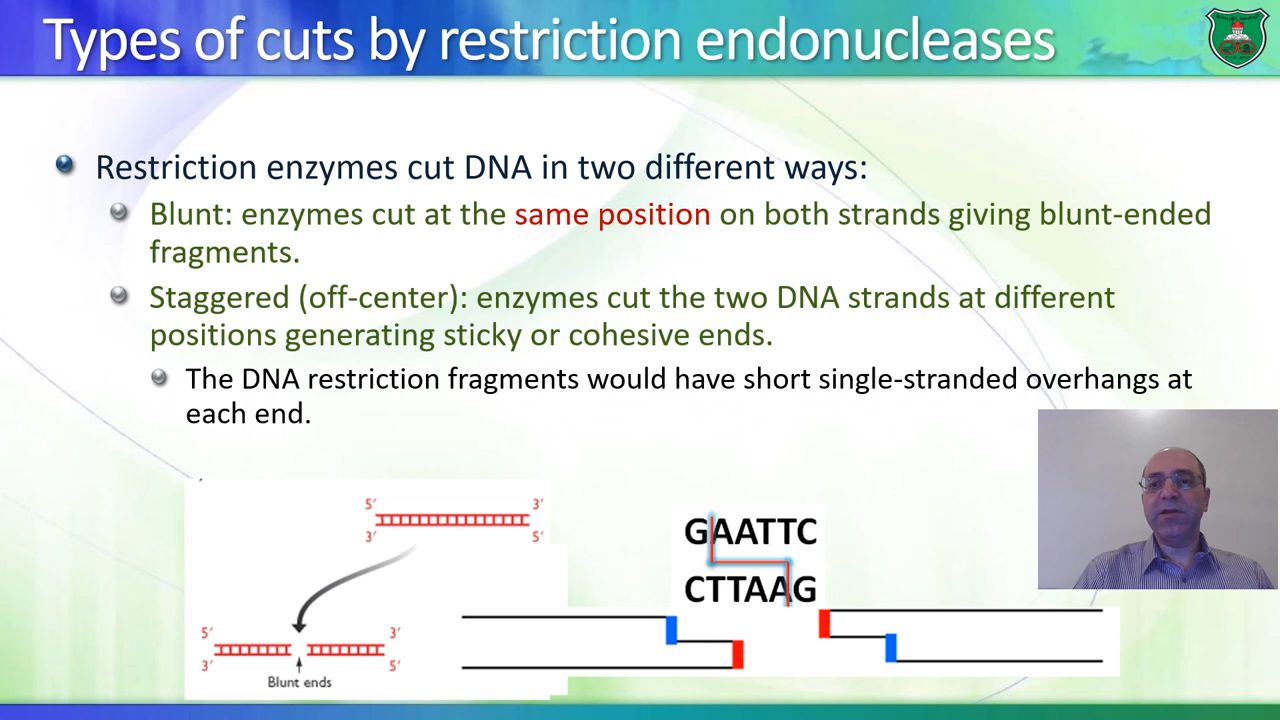 Types of cuts by restriction endonucleases
Restriction enzymes cut DNA in two different ways:
Blunt: enzymes cut at the same position on both strands giving blunt-ended
fragments.
Staggered (off-center): enzymes cut the two DNA strands at different
positions generating sticky or cohesive ends.
The DNA restriction fragments would have short single-stranded overhangs at
each end.
5′ 3′
3′ 5′
5′ 3′
3′ 5′
Blunt ends
GAATTC
CTTAAG